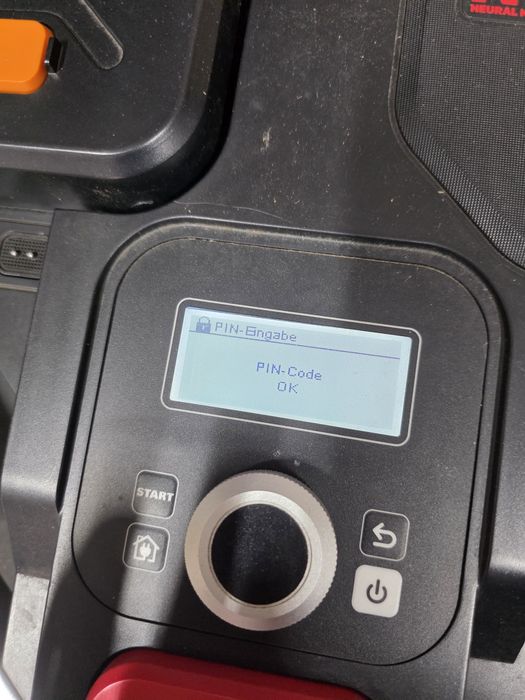 NEURAL
PIN-Eingabe
PIN-Code
OK
START